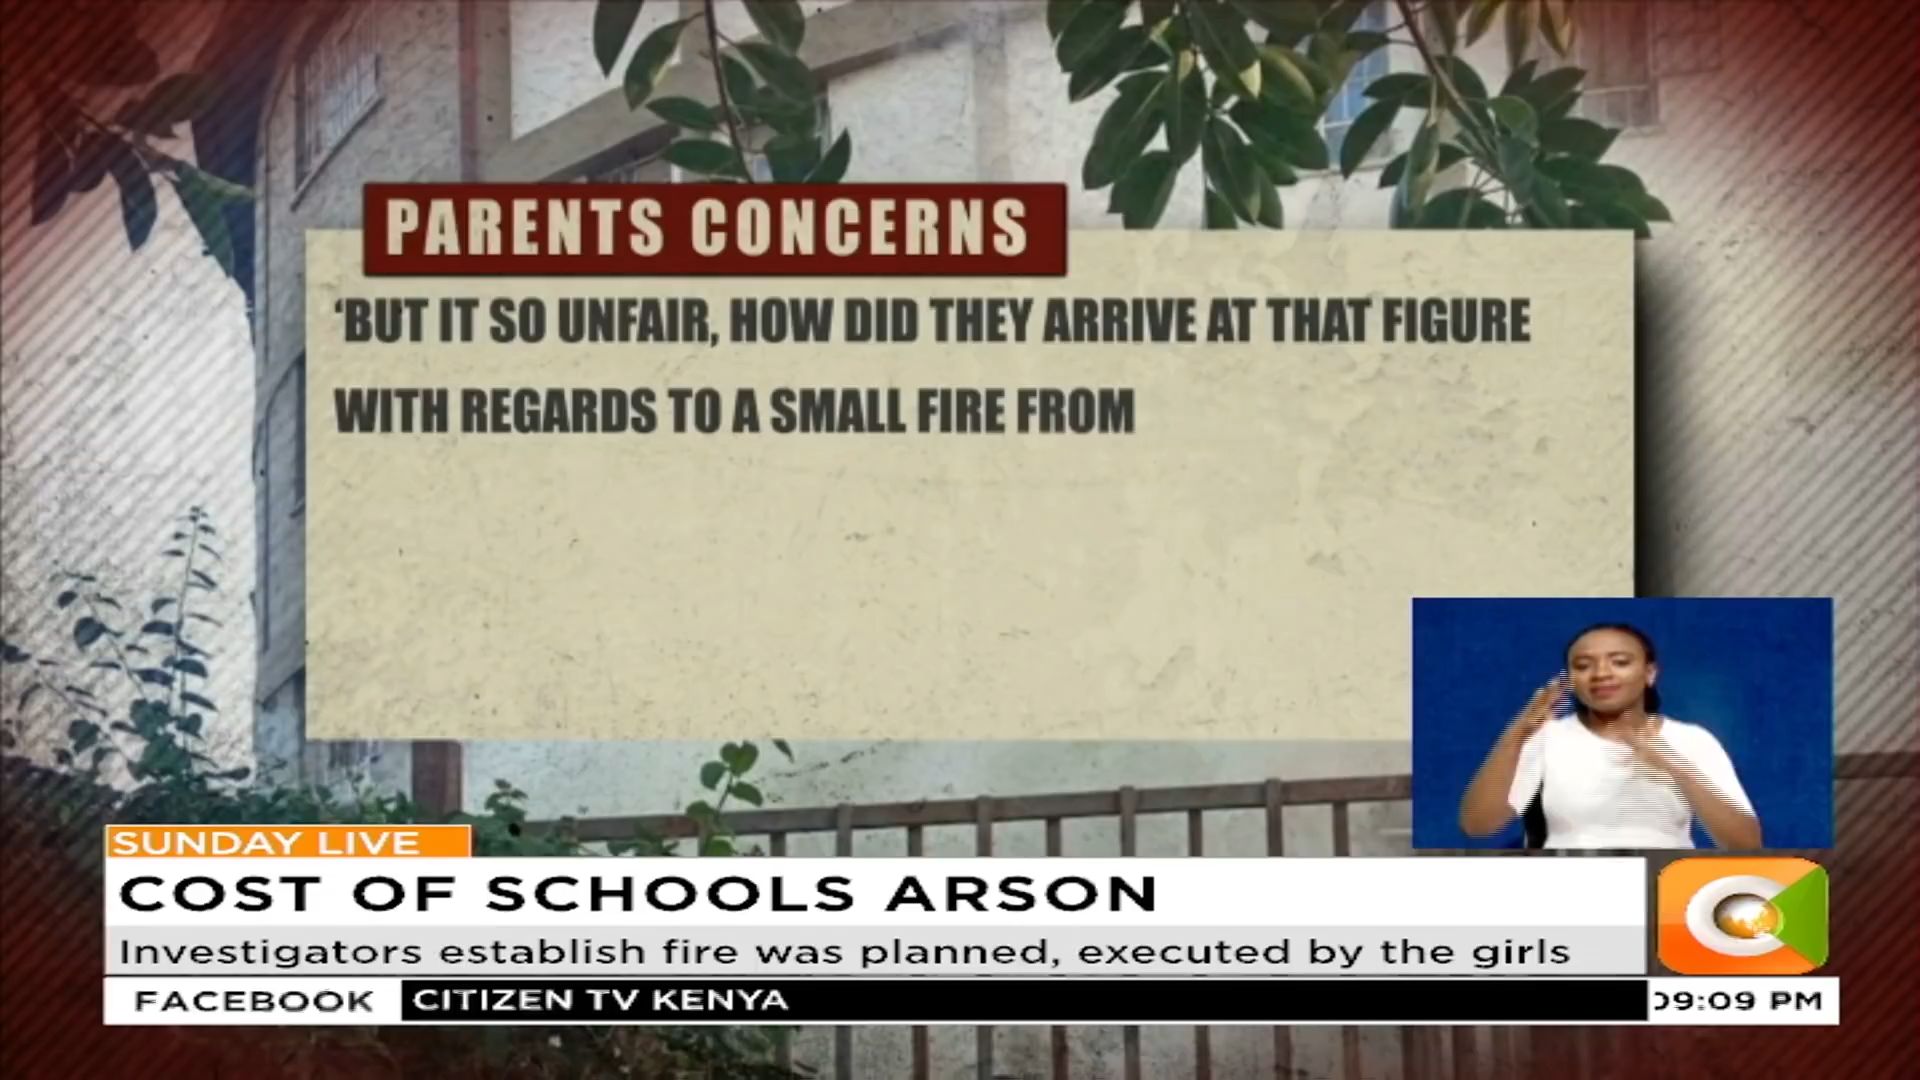 PARENTS CONCERNS
‘BUT IT SO UNFAIR, HOW DID THEY ARRIVE AT THAT FIGURE
WITH REGARDS TO A SMALL FIRE FROM
SUNDAY LIVE
COST OF SCHOOLS ARSON
Investigators establish fire was planned, executed by the girls
FACEBOOK CITIZEN TV KENYA 09:09 PM